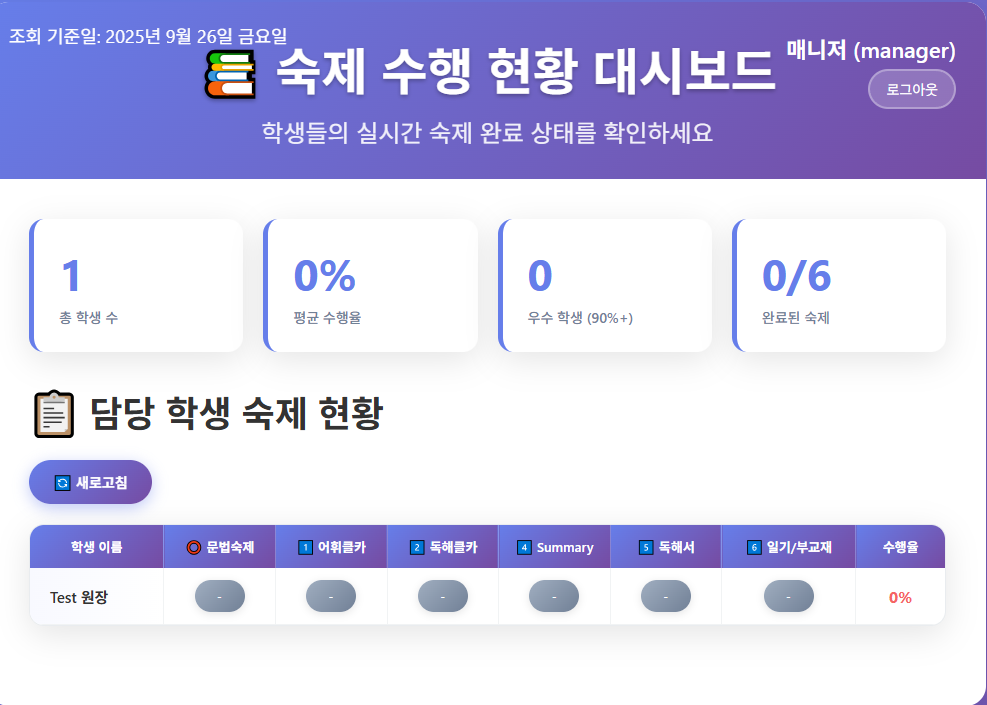 조회 기준일: 2025년 9월 26일 금요일
📚 숙제 수행 현황 대시보드
매니저 (manager)
로그아웃
학생들의 실시간 숙제 완료 상태를 확인하세요
1
총 학생 수
0%
평균 수행율
0
우수 학생 (90%+)
0/6
완료된 숙제
📋 담당 학생 숙제 현황
🔄 새로고침
학생 이름 ⭕ 문법숙제 1️⃣ 어휘클카 2️⃣ 독해클카 4️⃣ Summary 5️⃣ 독해서 6️⃣ 일기/부교재 수행율
Test 원장 - - - - - - 0%